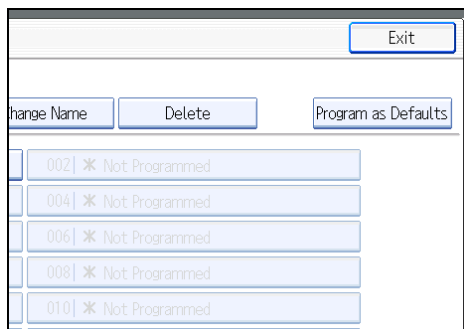 Exit
hange Name Delete Program as Defaults
002 ✱ Not Programmed
004 ✱ Not Programmed
006 ✱ Not Programmed
008 ✱ Not Programmed
010 ✱ Not Programmed